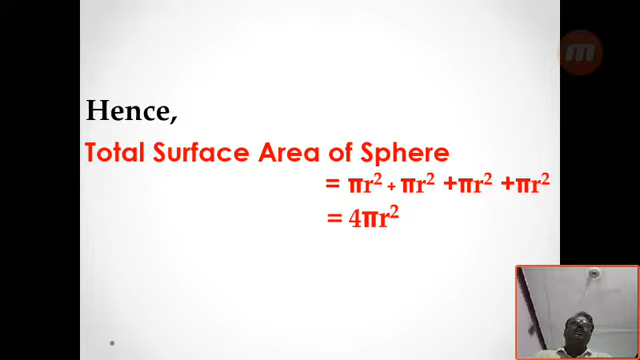 Hence,
Total Surface Area of Sphere
= πr² + πr² +πr² +πr²
= 4πr²